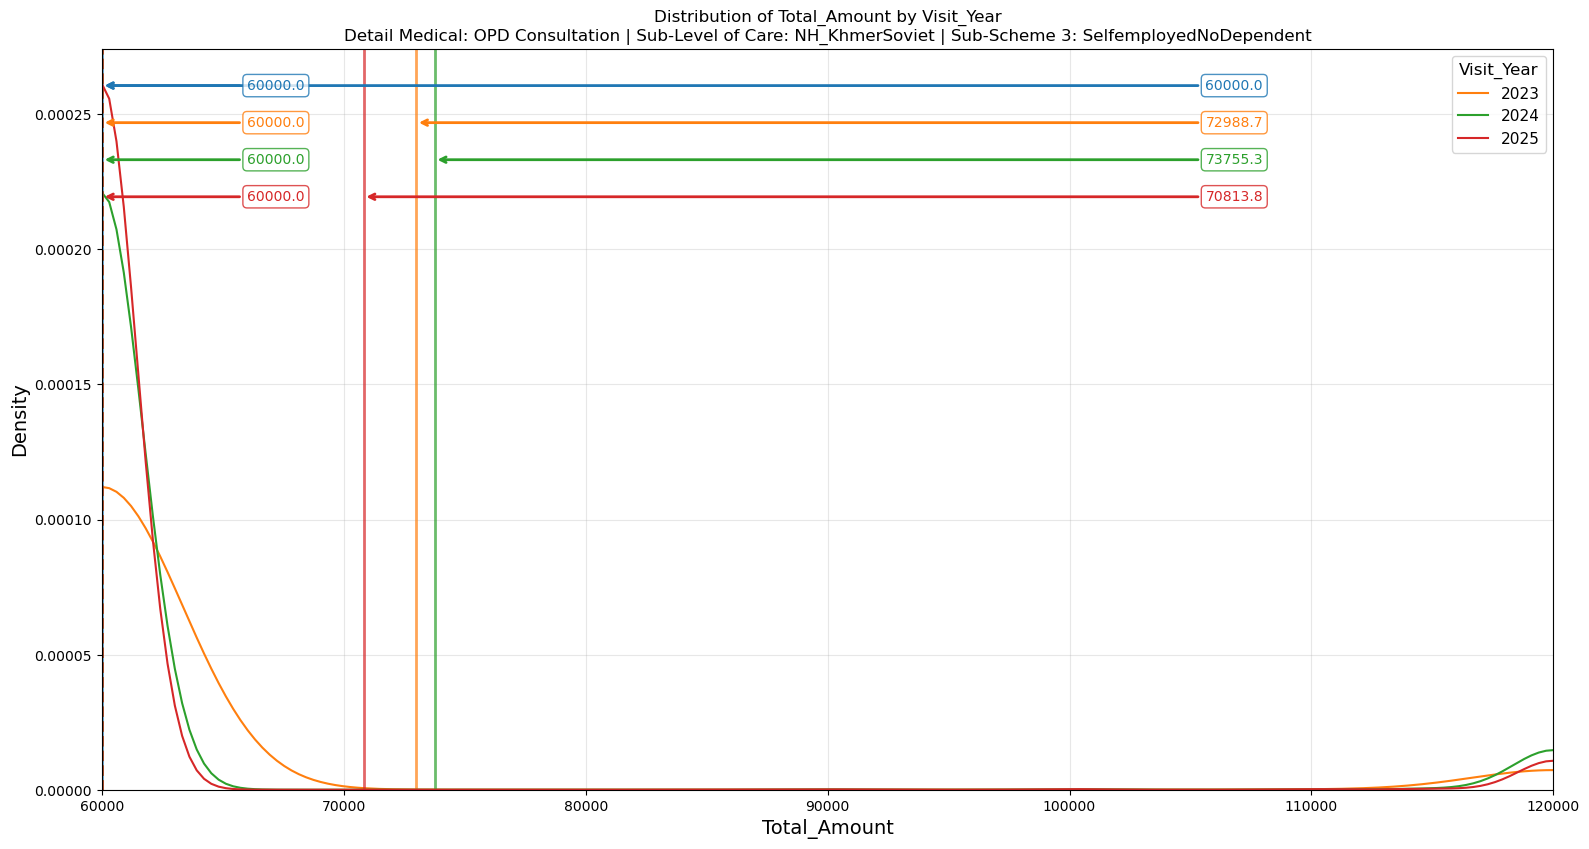 Distribution of Total_Amount by Visit_Year
Detail Medical: OPD Consultation | Sub-Level of Care: NH_KhmerSoviet | Sub-Scheme 3: SelfemployedNoDependent
Visit_Year
2023
2024
2025
60000.0 60000.0
60000.0 72988.7
60000.0 73755.3
60000.0 70813.8
Density
0.00025
0.00020
0.00015
0.00010
0.00005
0.00000
60000 70000 80000 90000 100000 110000 120000
Total_Amount